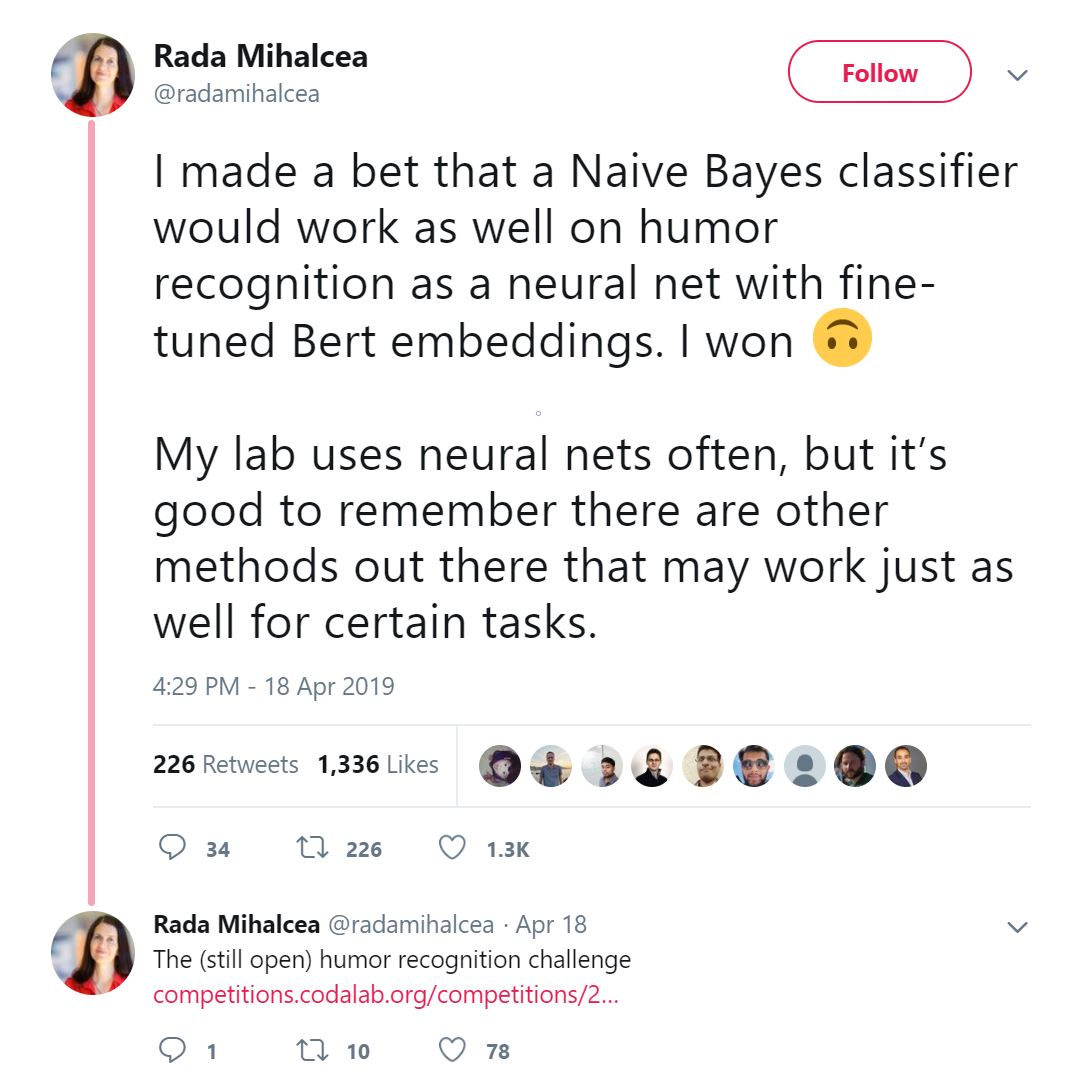 Rada Mihalcea
@radamihalcea
Follow
I made a bet that a Naive Bayes classifier
would work as well on humor
recognition as a neural net with fine-
tuned Bert embeddings. I won 🙃
My lab uses neural nets often, but it’s
good to remember there are other
methods out there that may work just as
well for certain tasks.
4:29 PM - 18 Apr 2019
226 Retweets 1,336 Likes
34 226 1.3K
Rada Mihalcea @radamihalcea · Apr 18
The (still open) humor recognition challenge
competitions.codalab.org/competitions/2...
1 10 78